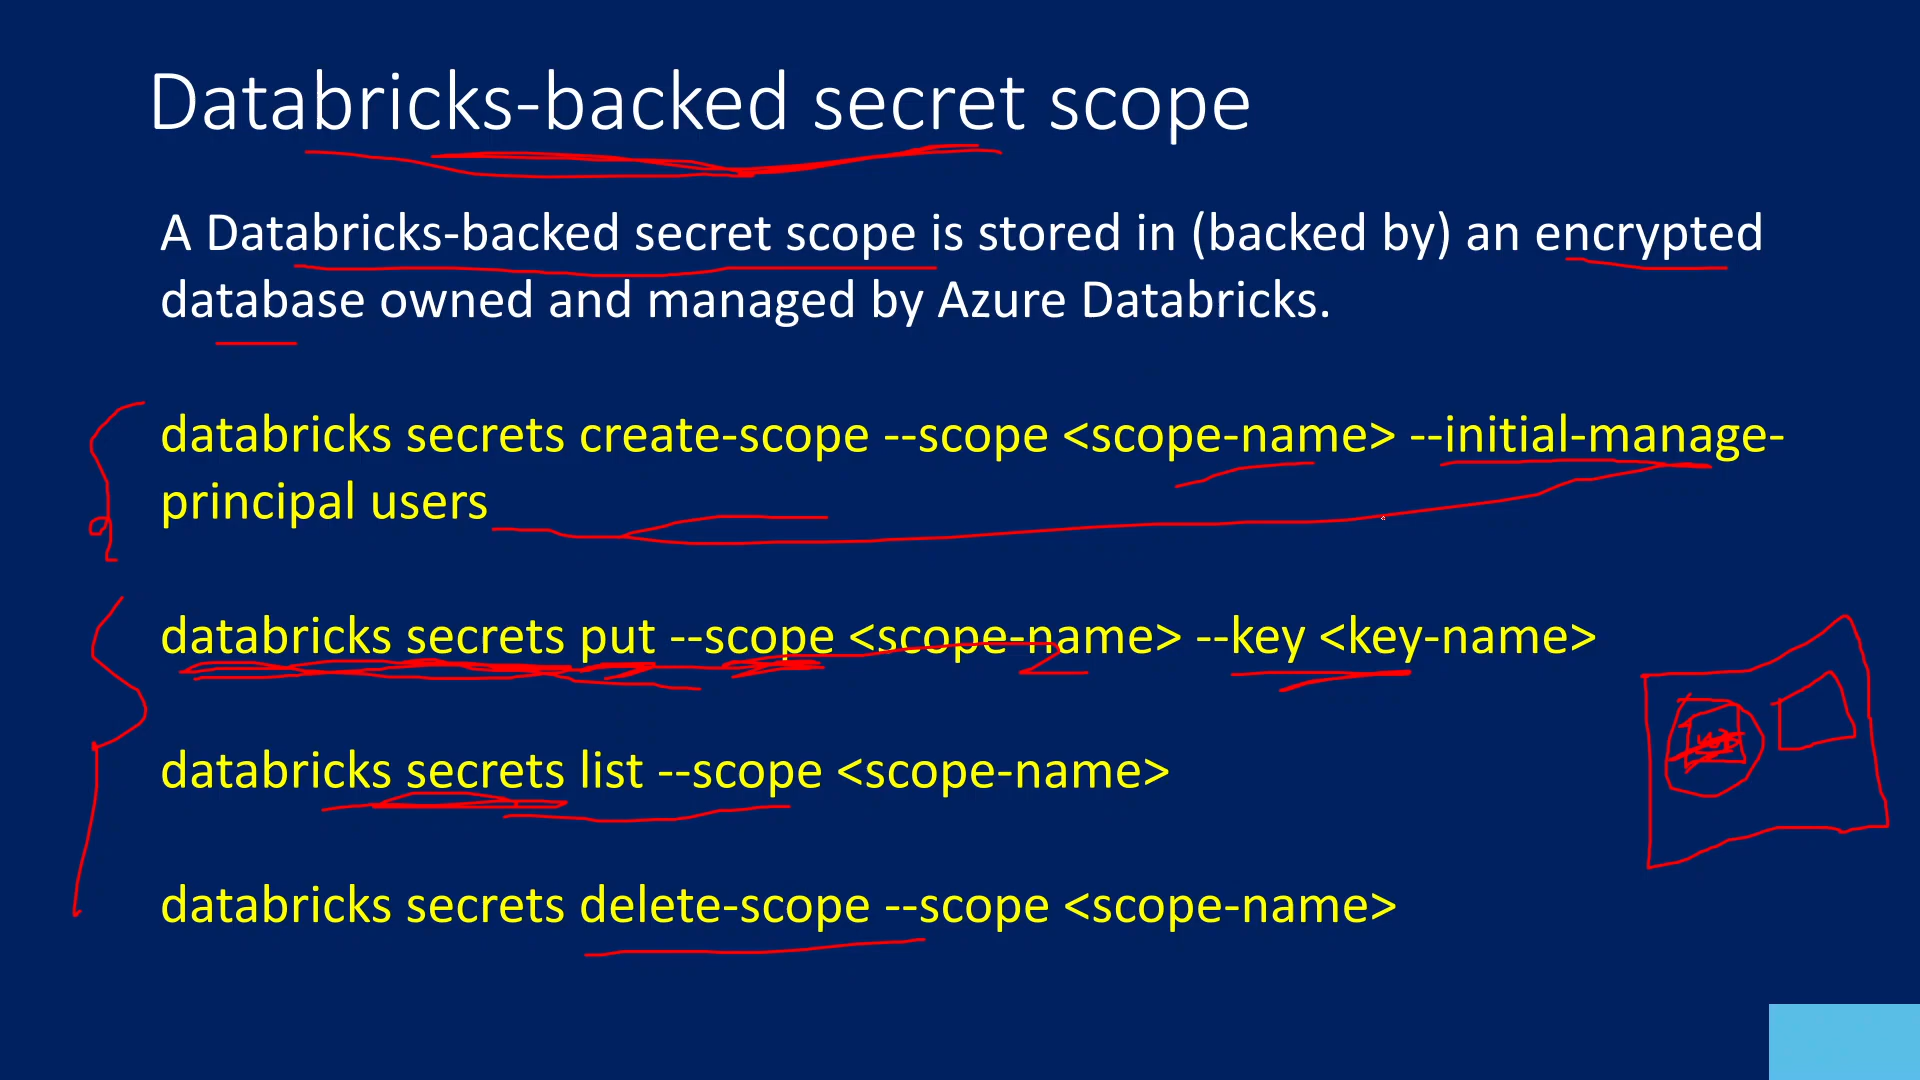 Databricks-backed secret scope
A Databricks-backed secret scope is stored in (backed by) an encrypted
database owned and managed by Azure Databricks.
databricks secrets create-scope --scope <scope-name> --initial-manage-
principal users
databricks secrets put --scope <scope-name> --key <key-name>
databricks secrets list --scope <scope-name>
databricks secrets delete-scope --scope <scope-name>